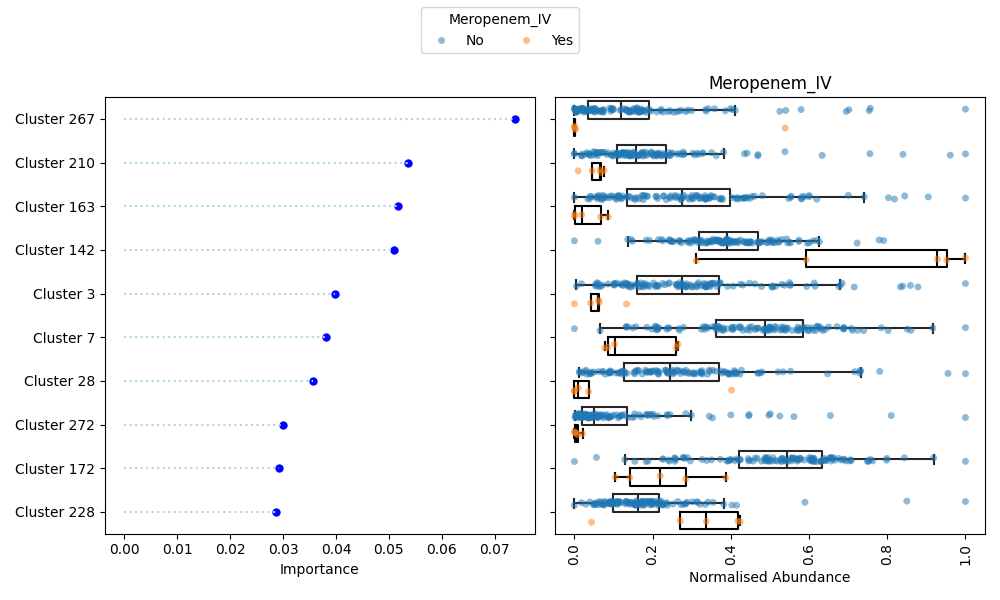 Meropenem_IV
No Yes
Meropenem_IV
Cluster 267
Cluster 210
Cluster 163
Cluster 142
Cluster 3
Cluster 7
Cluster 28
Cluster 272
Cluster 172
Cluster 228
0.00 0.01 0.02 0.03 0.04 0.05 0.06 0.07
Importance
0.0 0.2 0.4 0.6 0.8 1.0
Normalised Abundance